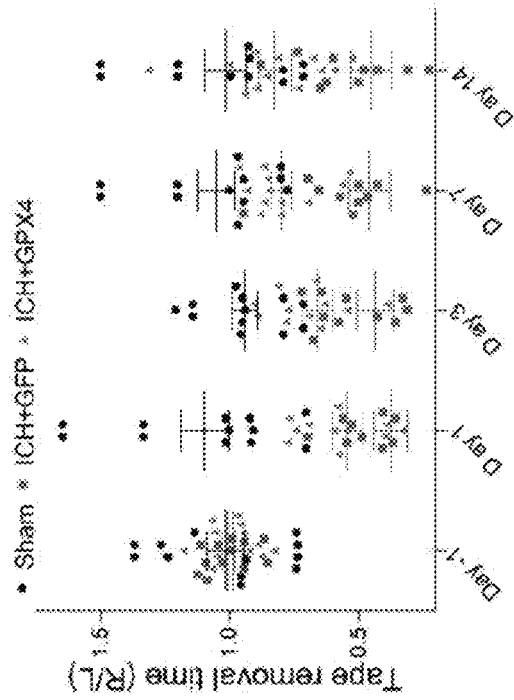 • Sham * ICH+GFP ▲ ICH+GPX4
Tape removal time (R/L)
1.5
1.0
0.5
Day -1
Day 1
Day 3
Day 7
Day 14